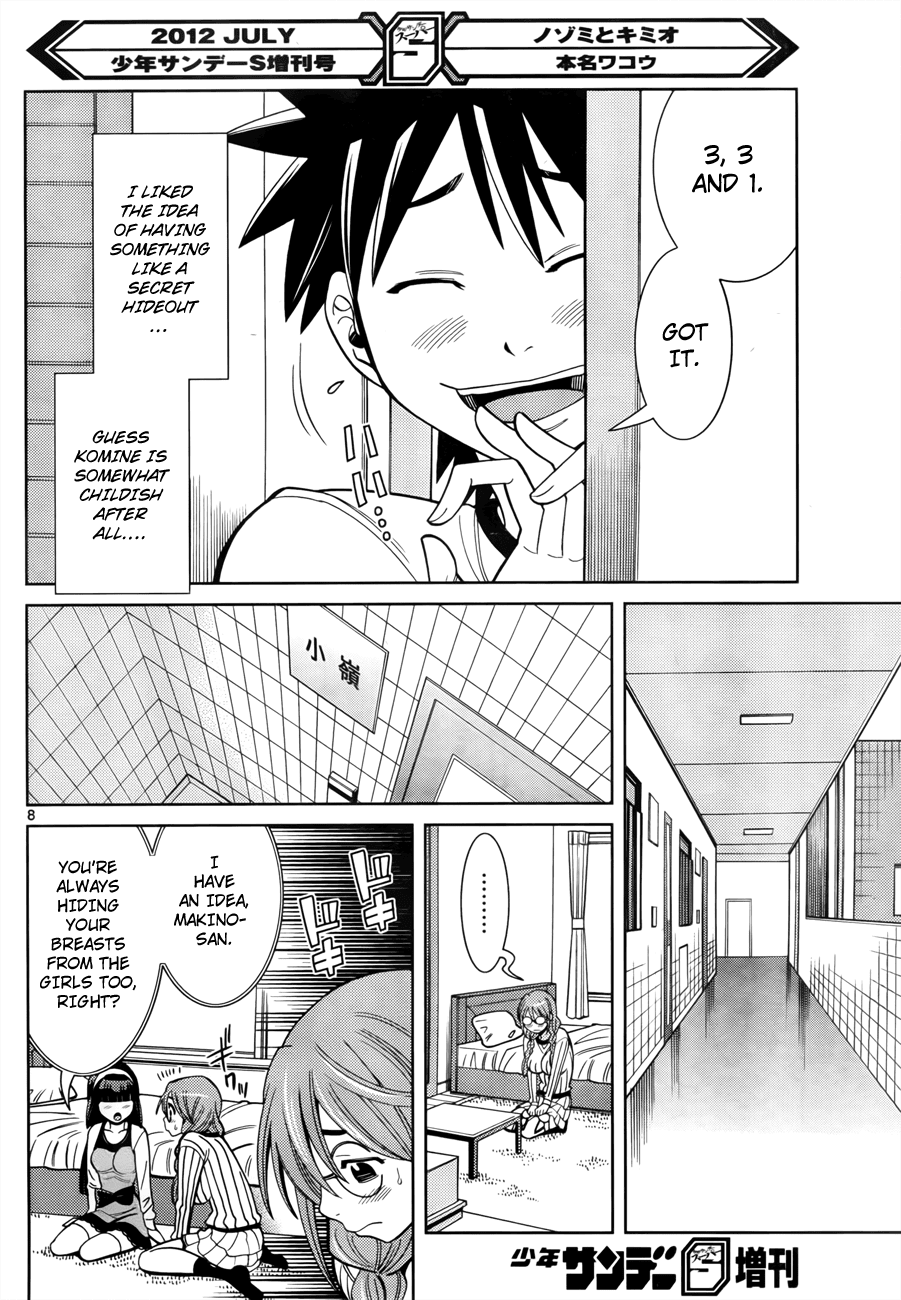 2012 JULY
少年サンデーS増刊号
ノゾミとキミオ
本名ワコウ
3, 3
AND 1.
GOT
IT.
I LIKED
THE IDEA
OF HAVING
SOMETHING
LIKE A
SECRET
HIDEOUT
...
GUESS
KOMINE IS
SOMEWHAT
CHILDISH
AFTER
ALL....
小嶺
........
I
HAVE
AN IDEA,
MAKINO-
SAN.
YOU'RE
ALWAYS
HIDING
YOUR
BREASTS
FROM THE
GIRLS TOO,
RIGHT?
ドキ
ドキ
8
少年サンデーS増刊